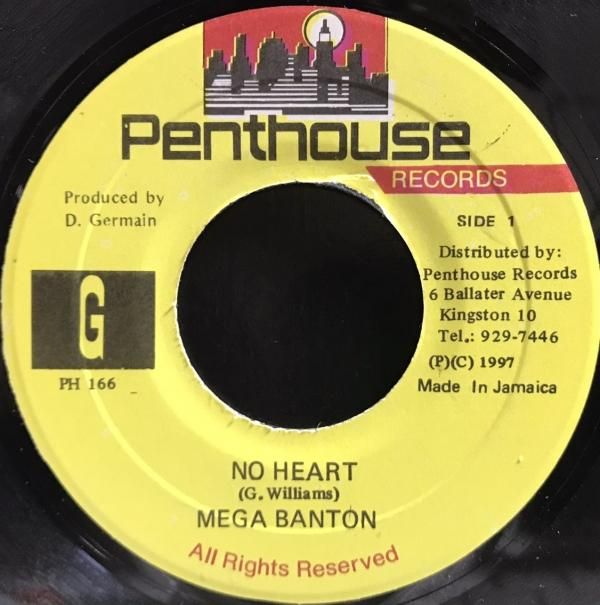 Penthouse
RECORDS
Produced by
D. Germain
SIDE 1
Distributed by:
Penthouse Records
6 Ballater Avenue
Kingston 10
Tel.: 929-7446
(P)(C) 1997
Made In Jamaica
G
PH 166
NO HEART
(G. Williams)
MEGA BANTON
All Rights Reserved